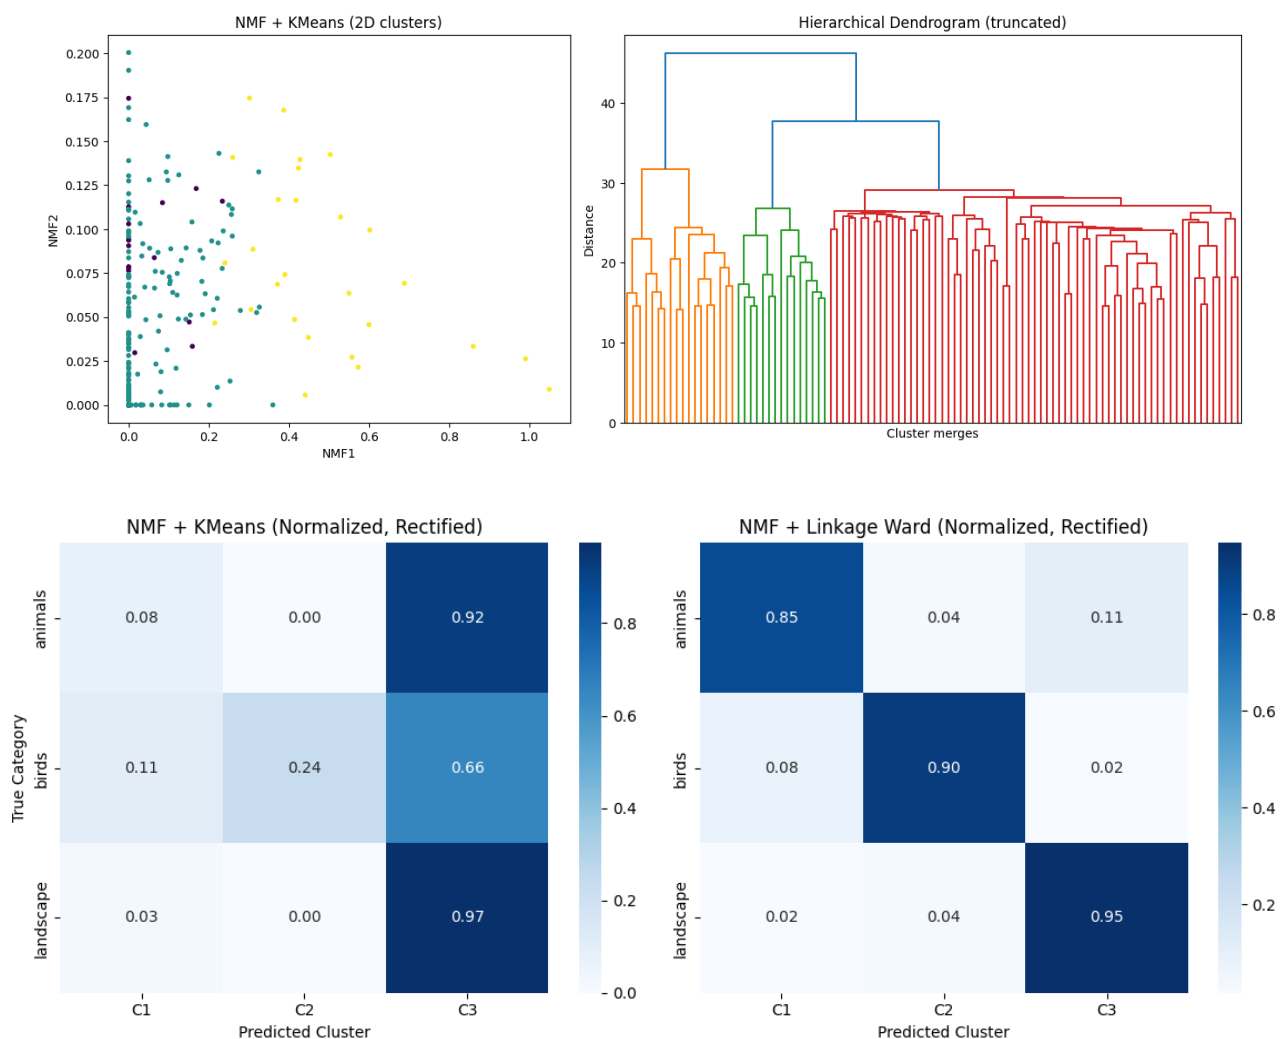 NMF + KMeans (2D clusters)
0.200
0.175
0.150
0.125
0.100
0.075
0.050
0.025
0.000
NMF2
0.0
0.2
0.4
0.6
0.8
1.0
NMF1
Hierarchical Dendrogram (truncated)
40
30
20
10
0
Distance
Cluster merges
NMF + KMeans (Normalized, Rectified)
True Category
animals
0.08
0.00
0.92
birds
0.11
0.24
0.66
landscape
0.03
0.00
0.97
C1
C2
C3
Predicted Cluster
0.8
0.6
0.4
0.2
0.0
NMF + Linkage Ward (Normalized, Rectified)
animals
0.85
0.04
0.11
birds
0.08
0.90
0.02
landscape
0.02
0.04
0.95
C1
C2
C3
Predicted Cluster
0.8
0.6
0.4
0.2